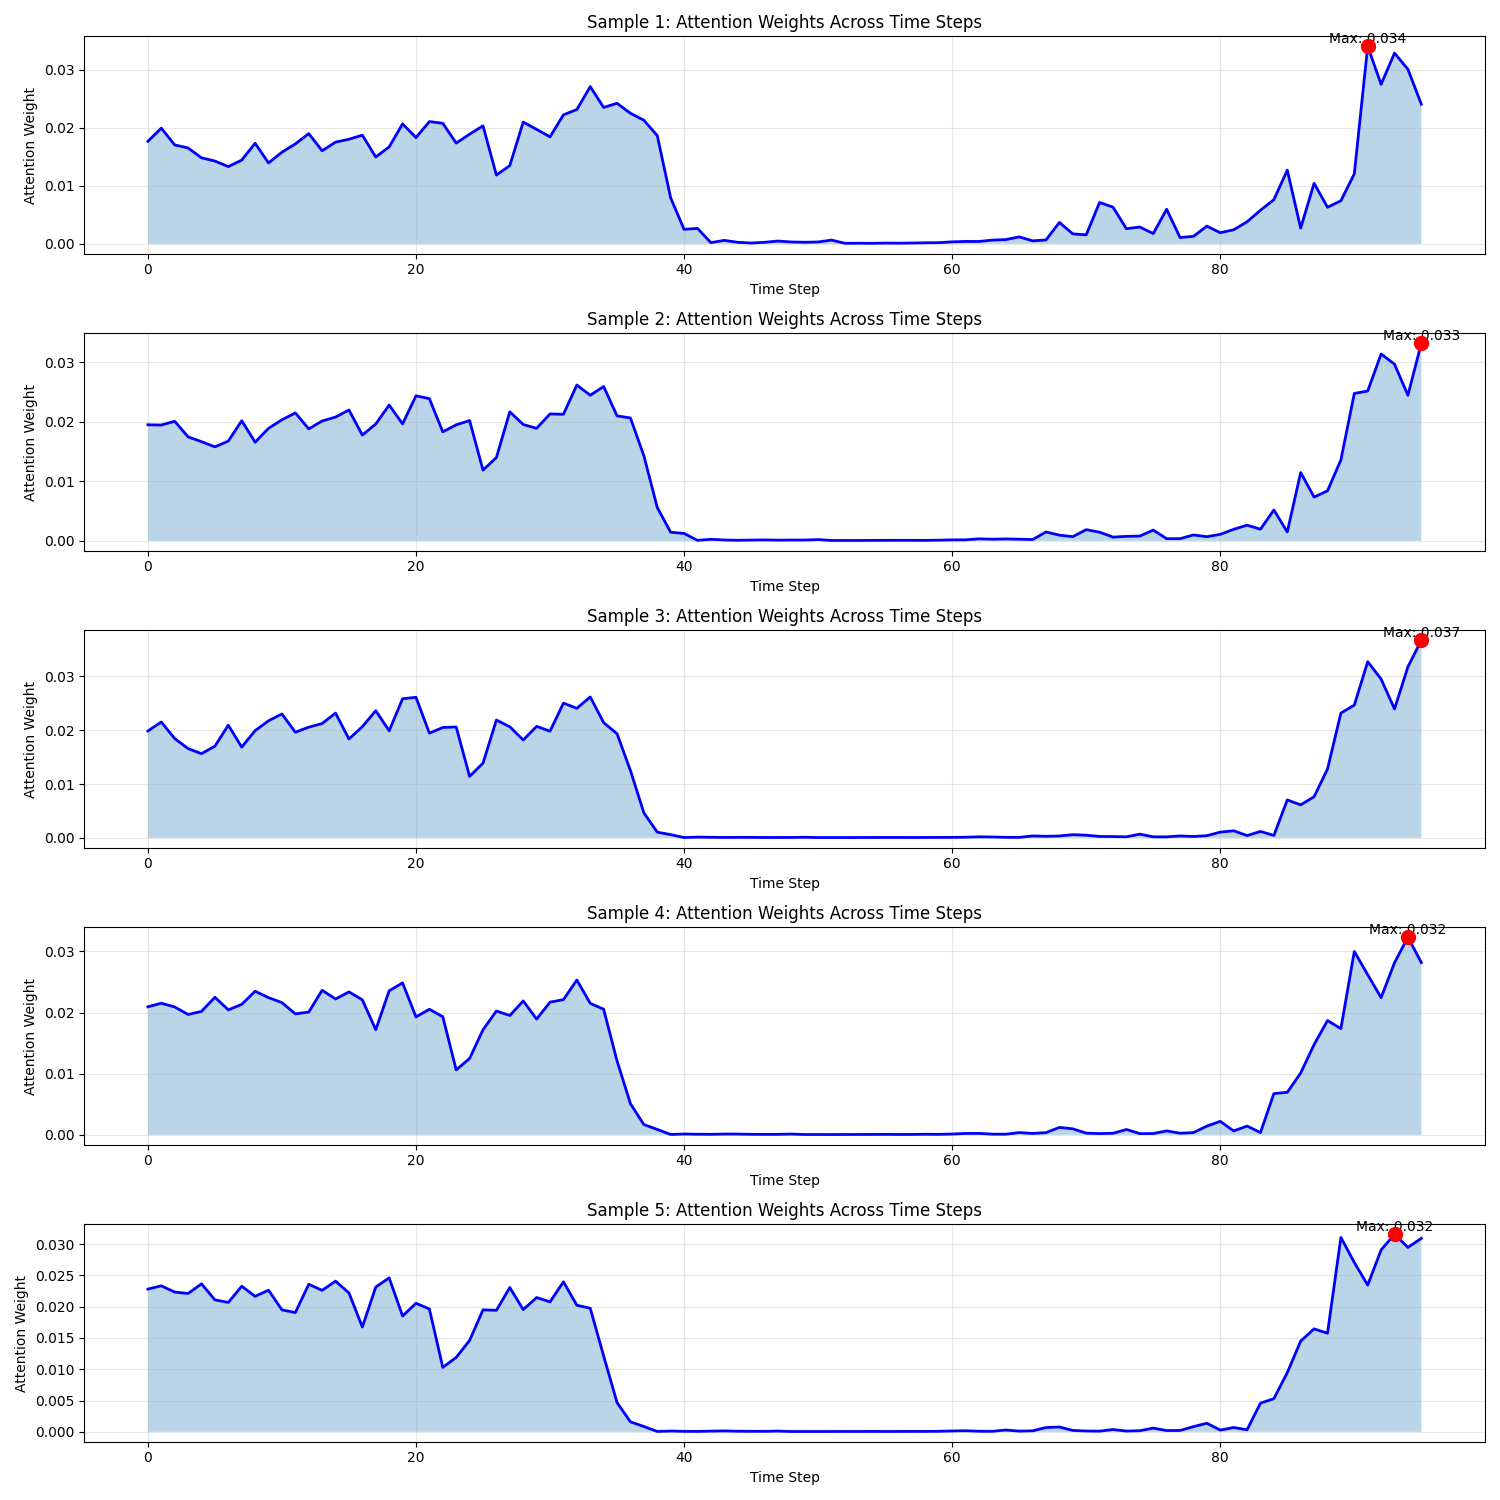 Sample 1: Attention Weights Across Time Steps
Max: 0.034
Attention Weight
0.03
0.02
0.01
0.00
0 20 40 60 80
Time Step
Sample 2: Attention Weights Across Time Steps
Max: 0.033
Attention Weight
0.03
0.02
0.01
0.00
0 20 40 60 80
Time Step
Sample 3: Attention Weights Across Time Steps
Max: 0.037
Attention Weight
0.03
0.02
0.01
0.00
0 20 40 60 80
Time Step
Sample 4: Attention Weights Across Time Steps
Max: 0.032
Attention Weight
0.03
0.02
0.01
0.00
0 20 40 60 80
Time Step
Sample 5: Attention Weights Across Time Steps
Max: 0.032
Attention Weight
0.030
0.025
0.020
0.015
0.010
0.005
0.000
0 20 40 60 80
Time Step